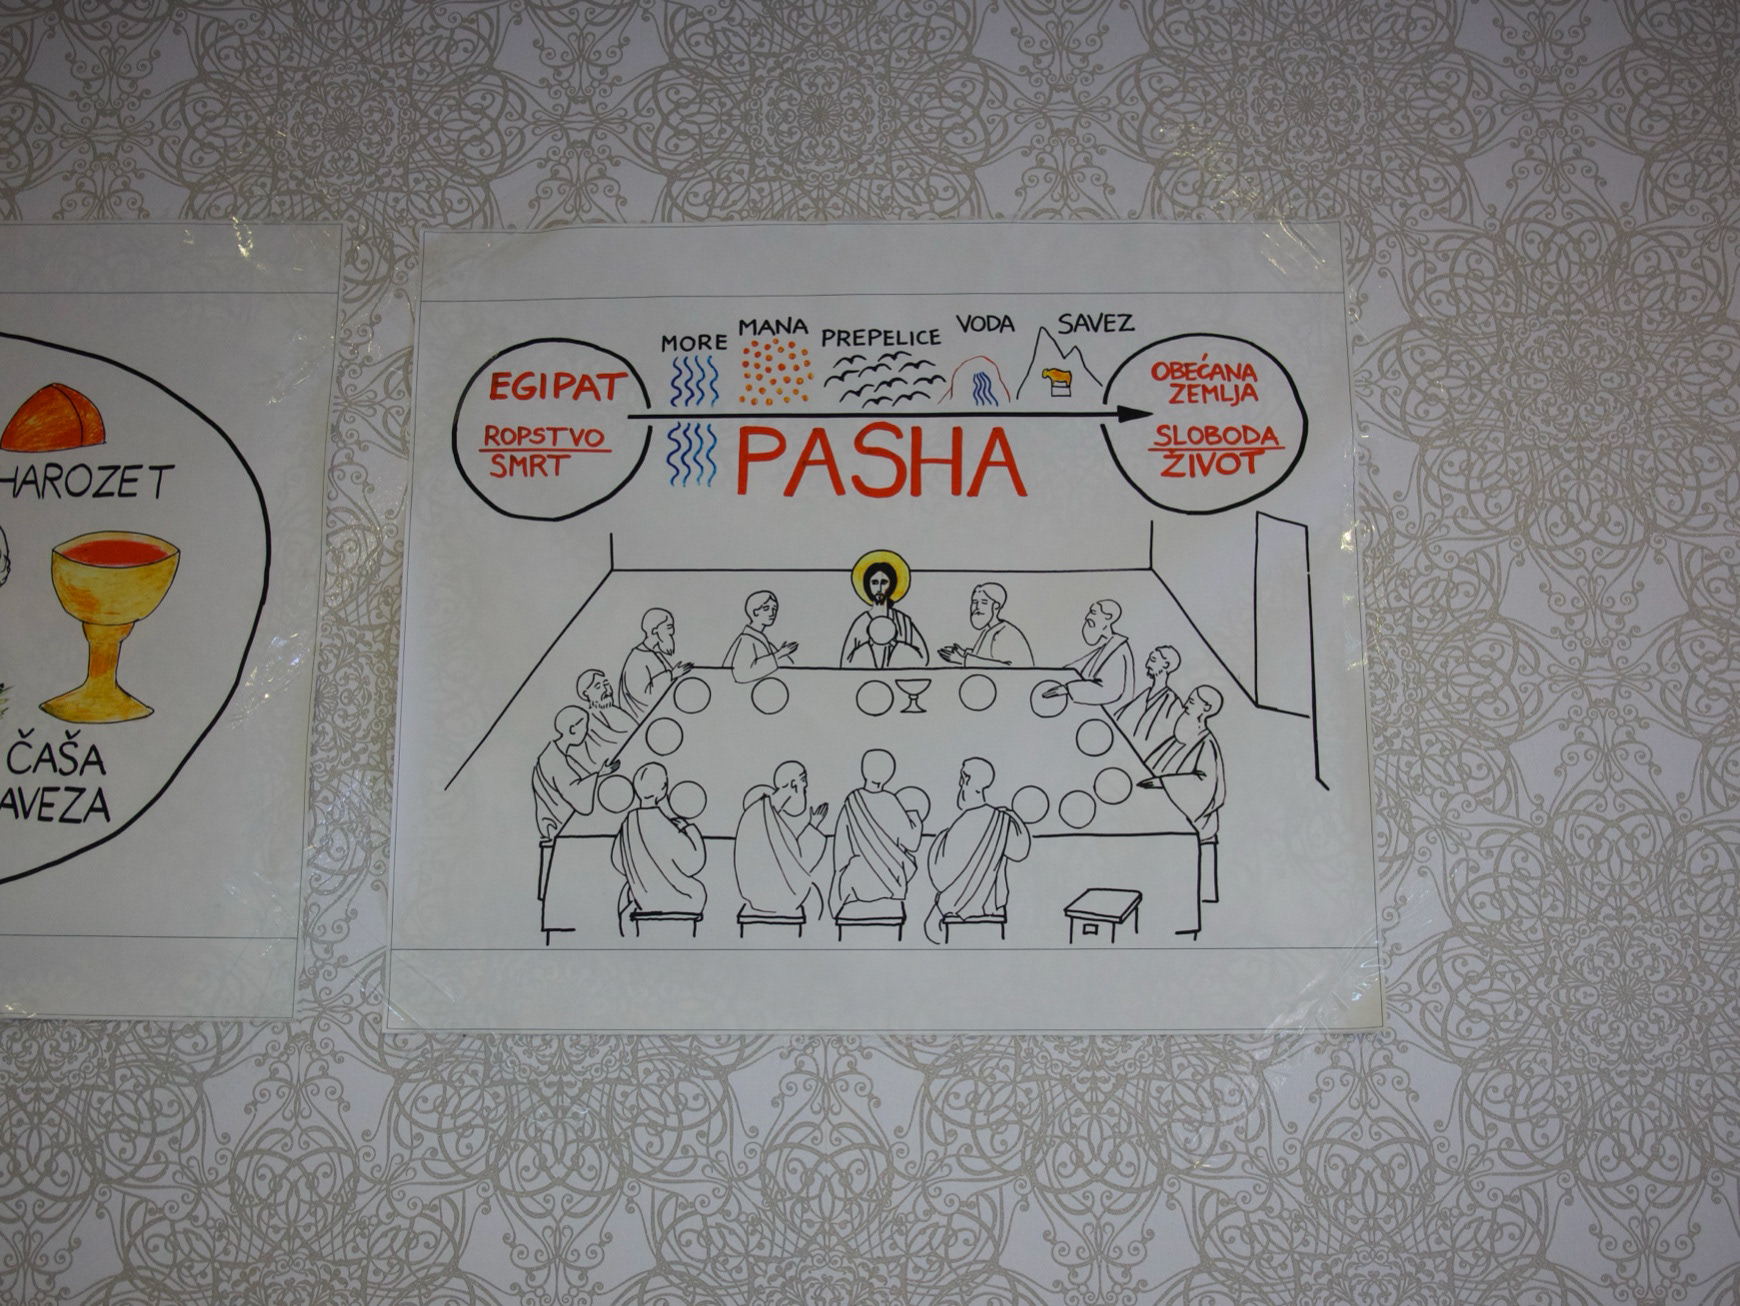 HAROZET
ČAŠA
AVEZA
MORE
MANA
PREPELICE
VODA
SAVEZ
EGIPAT
ROPSTVO
SMRT
PASHA
OBEĆANA
ZEMLJA
SLOBODA
ŽIVOT